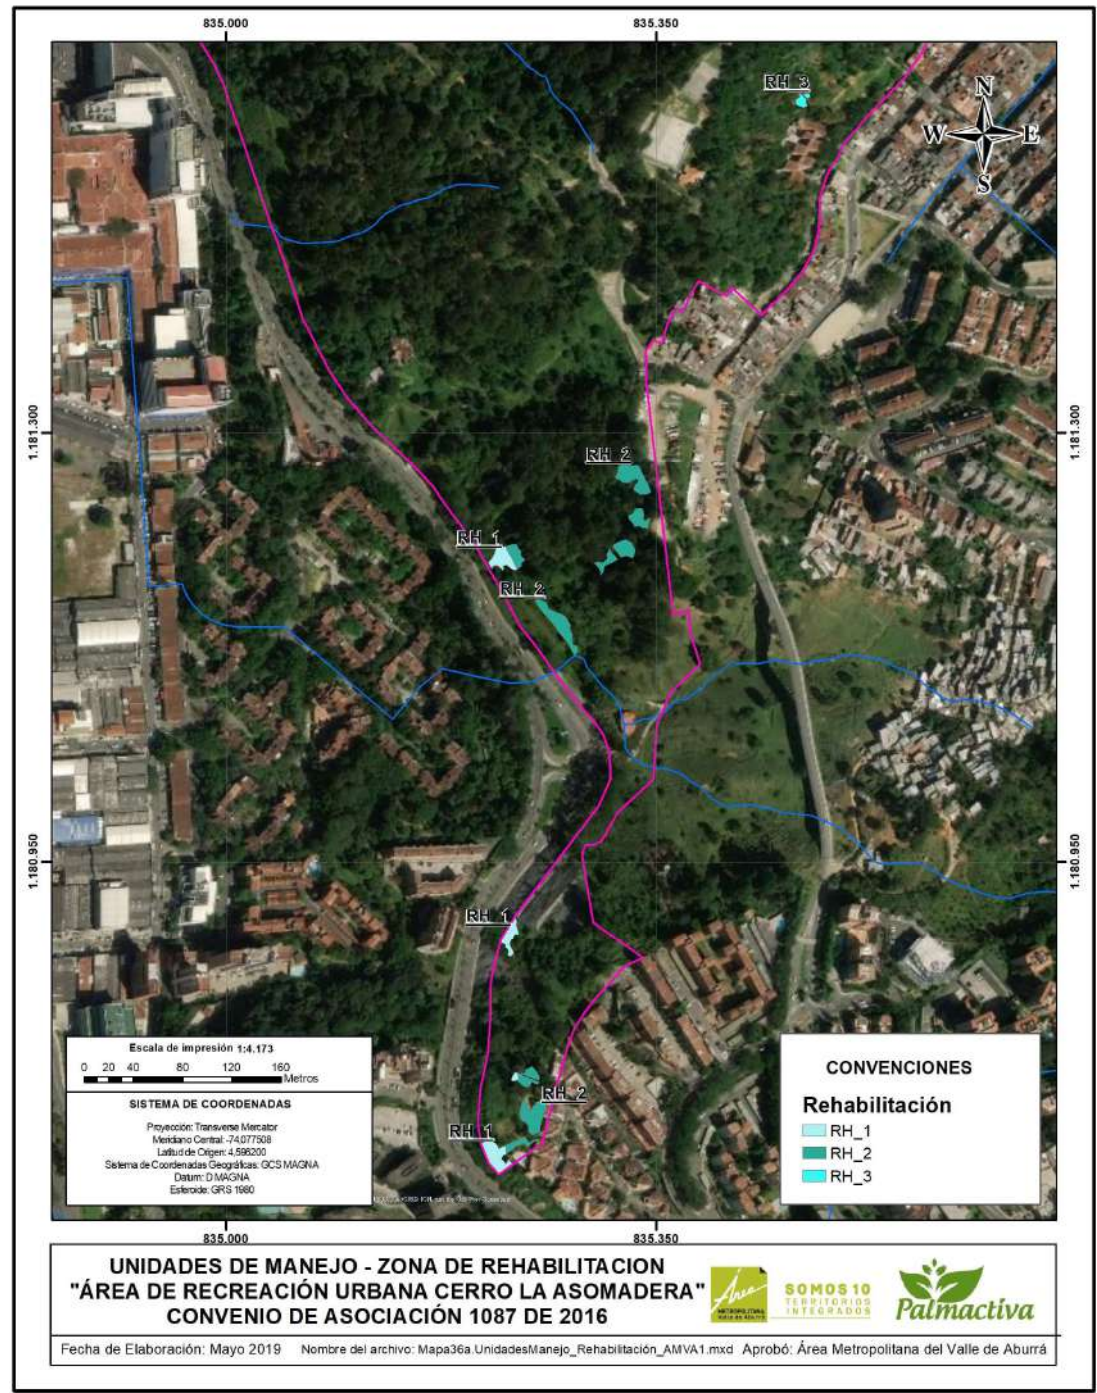 835.000
835.350
RH_3
N
W
E
S
1.181.300
1.181.300
RH_2
RH_1
RH_2
1.180.950
1.180.950
RH_1
RH_2
RH_1
Escala de impresión 1:4.173
0 20 40 80 120 160
Metros
SISTEMA DE COORDENADAS
Proyección: Transverse Mercator
Meridiano Central: -74,077508
Latitud de Origen: 4,596200
Sistema de Coordenadas Geográficas: GCS MAGNA
Datum: D MAGNA
Esferoide: GRS 1980
CONVENCIONES
Rehabilitación
RH_1
RH_2
RH_3
835.000
835.350
UNIDADES DE MANEJO - ZONA DE REHABILITACION
"ÁREA DE RECREACIÓN URBANA CERRO LA ASOMADERA"
CONVENIO DE ASOCIACIÓN 1087 DE 2016
Área
METROPOLITANA
Valle de Aburrá
SOMOS 10
TERRITORIOS
INTEGRADOS
Palmactiva
Fecha de Elaboración: Mayo 2019 Nombre del archivo: Mapa36a.UnidadesManejo_Rehabilitación_AMVA1.mxd Aprobó: Área Metropolitana del Valle de Aburrá